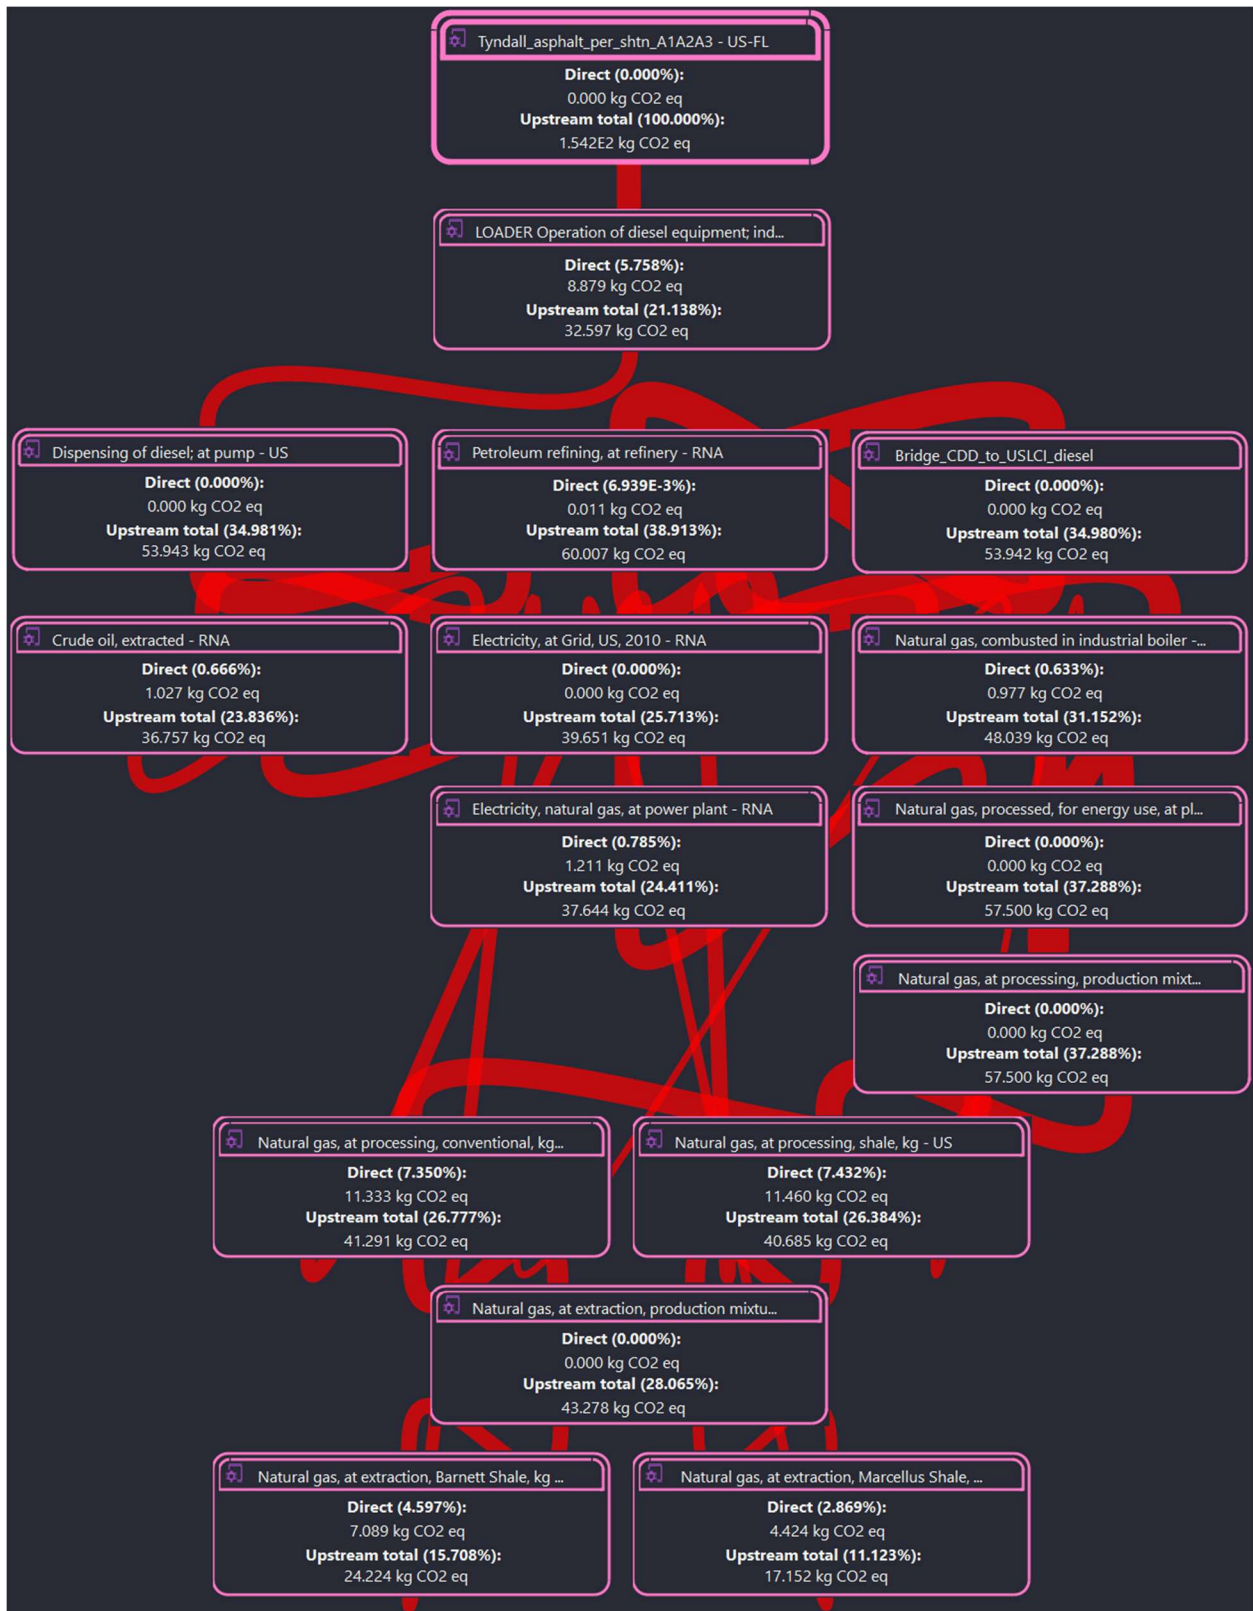 Tyndall_asphalt_per_shtn_A1A2A3 - US-FL
Direct (0.000%):
0.000 kg CO2 eq
Upstream total (100.000%):
1.542E2 kg CO2 eq
LOADER Operation of diesel equipment; ind...
Direct (5.758%):
8.879 kg CO2 eq
Upstream total (21.138%):
32.597 kg CO2 eq
Dispensing of diesel; at pump - US
Direct (0.000%):
0.000 kg CO2 eq
Upstream total (34.981%):
53.943 kg CO2 eq
Petroleum refining, at refinery - RNA
Direct (6.939E-3%):
0.011 kg CO2 eq
Upstream total (38.913%):
60.007 kg CO2 eq
Bridge_CDD_to_USLCI_diesel
Direct (0.000%):
0.000 kg CO2 eq
Upstream total (34.980%):
53.942 kg CO2 eq
Crude oil, extracted - RNA
Direct (0.666%):
1.027 kg CO2 eq
Upstream total (23.836%):
36.757 kg CO2 eq
Electricity, at Grid, US, 2010 - RNA
Direct (0.000%):
0.000 kg CO2 eq
Upstream total (25.713%):
39.651 kg CO2 eq
Natural gas, combusted in industrial boiler -...
Direct (0.633%):
0.977 kg CO2 eq
Upstream total (31.152%):
48.039 kg CO2 eq
Electricity, natural gas, at power plant - RNA
Direct (0.785%):
1.211 kg CO2 eq
Upstream total (24.411%):
37.644 kg CO2 eq
Natural gas, processed, for energy use, at pl...
Direct (0.000%):
0.000 kg CO2 eq
Upstream total (37.288%):
57.500 kg CO2 eq
Natural gas, at processing, production mixt...
Direct (0.000%):
0.000 kg CO2 eq
Upstream total (37.288%):
57.500 kg CO2 eq
Natural gas, at processing, conventional, kg...
Direct (7.350%):
11.333 kg CO2 eq
Upstream total (26.777%):
41.291 kg CO2 eq
Natural gas, at processing, shale, kg - US
Direct (7.432%):
11.460 kg CO2 eq
Upstream total (26.384%):
40.685 kg CO2 eq
Natural gas, at extraction, production mixtu...
Direct (0.000%):
0.000 kg CO2 eq
Upstream total (28.065%):
43.278 kg CO2 eq
Natural gas, at extraction, Barnett Shale, kg ...
Direct (4.597%):
7.089 kg CO2 eq
Upstream total (15.708%):
24.224 kg CO2 eq
Natural gas, at extraction, Marcellus Shale, ...
Direct (2.869%):
4.424 kg CO2 eq
Upstream total (11.123%):
17.152 kg CO2 eq